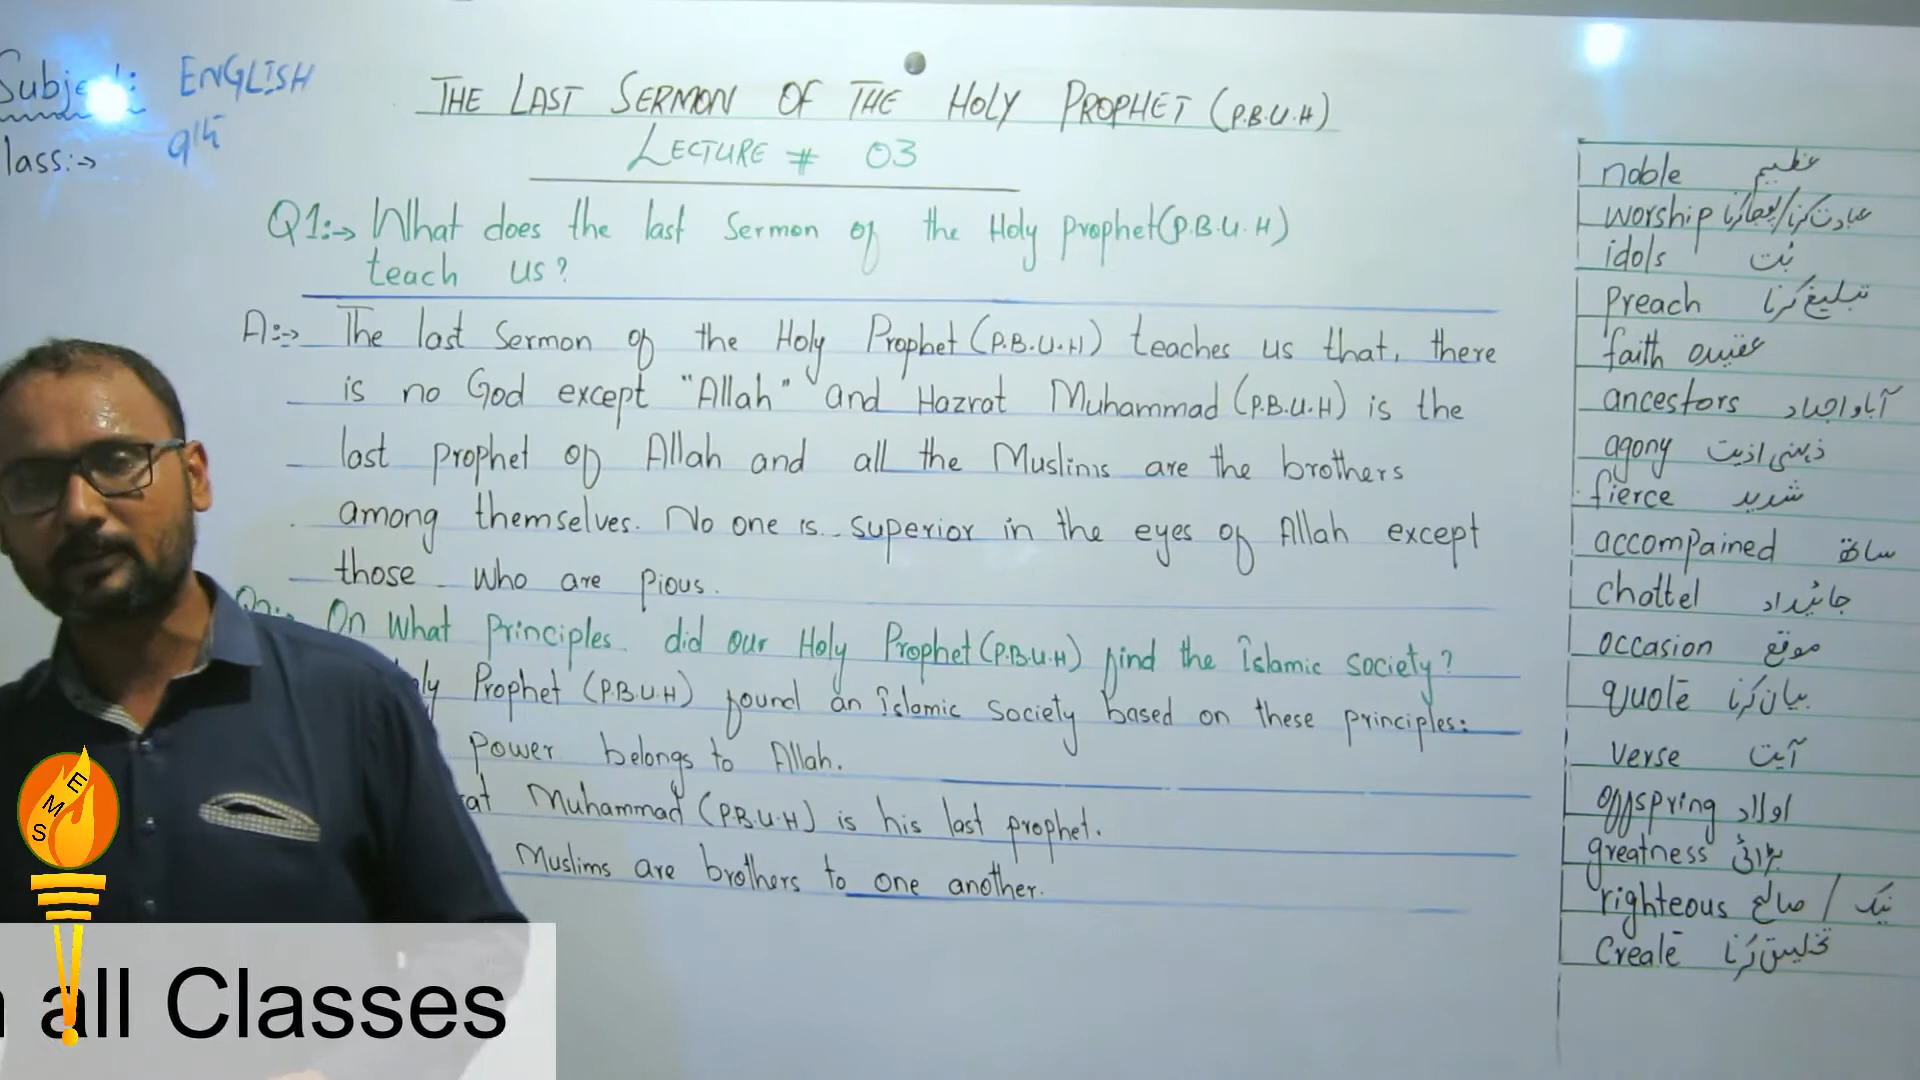 Subject: ENGLISH
lass:→ 9th
THE LAST SERMON OF THE HOLY PROPHET (P.B.U.H)
LECTURE # 03
Q1:→ What does the last Sermon of the Holy prophet (P.B.U.H)
teach us?
A:→ The last Sermon of the Holy Prophet (P.B.U.H) teaches us that, there
is no God except "Allah" and Hazrat Muhammad (P.B.U.H) is the
last prophet of Allah and all the Muslims are the brothers
among themselves. No one is superior in the eyes of Allah except
those who are pious.
On what principles did our Holy Prophet (P.B.U.H) find the islamic society?
ly Prophet (P.B.U.H) found an islamic society based on these principles:
power belongs to Allah.
at Muhammad (P.B.U.H) is his last prophet.
Muslims are brothers to one another.
noble عظیم
worship عبادت کرنا/پوجا کرنا
idols بُت
preach تبلیغ کرنا
faith عقیدہ
ancestors آباو اجداد
agony ذہنی اذیت
fierce شدید
accompained ساتھ
chattel جائیداد
occasion موقع
quote بیان کرنا
verse آیت
offspring اولاد
greatness بڑائی
righteous صالح / نیک
create تخلیق کرنا
EMS
all Classes